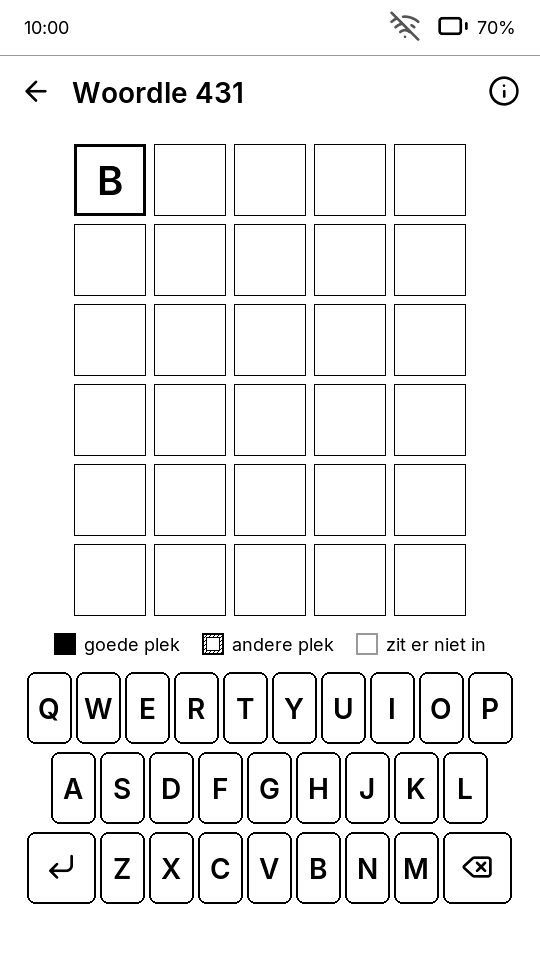 10:00 70%
Woordle 431
B
goede plek andere plek zit er niet in
Q W E R T Y U I O P
A S D F G H J K L
Z X C V B N M